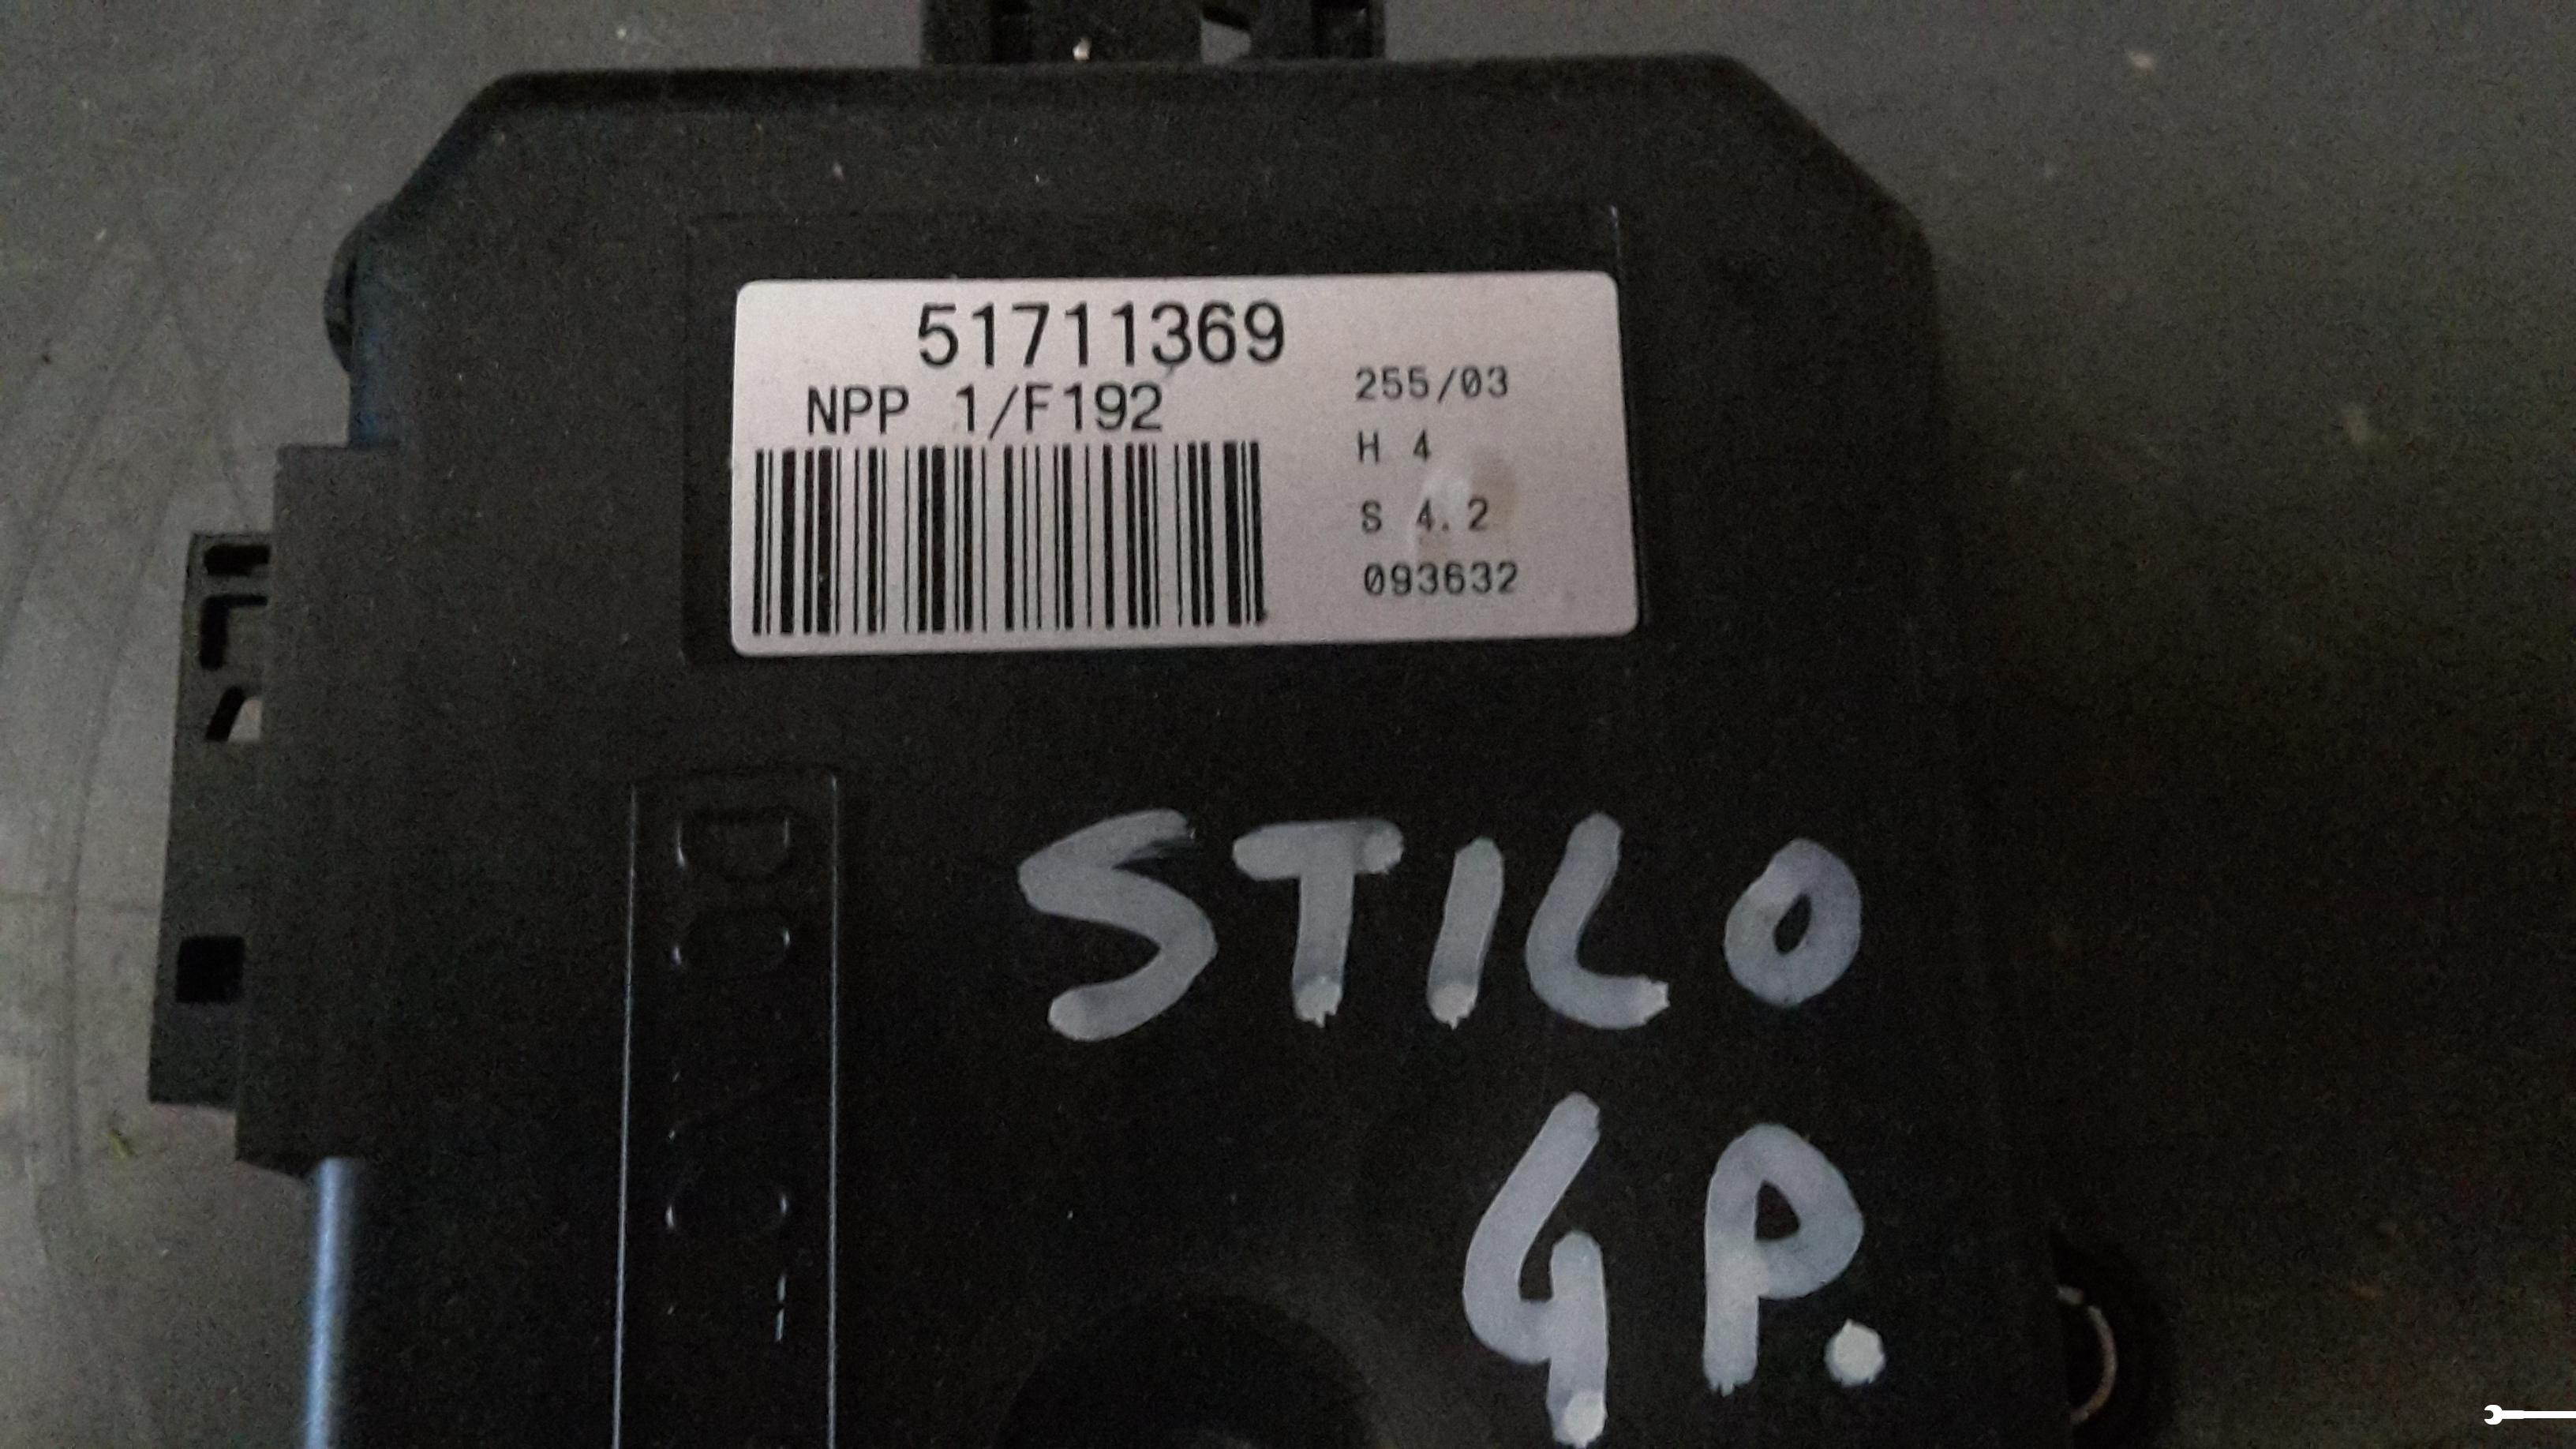 51711369
NPP 1/F192
255/03
H 4
S 4.2
093632
STILO
4P.